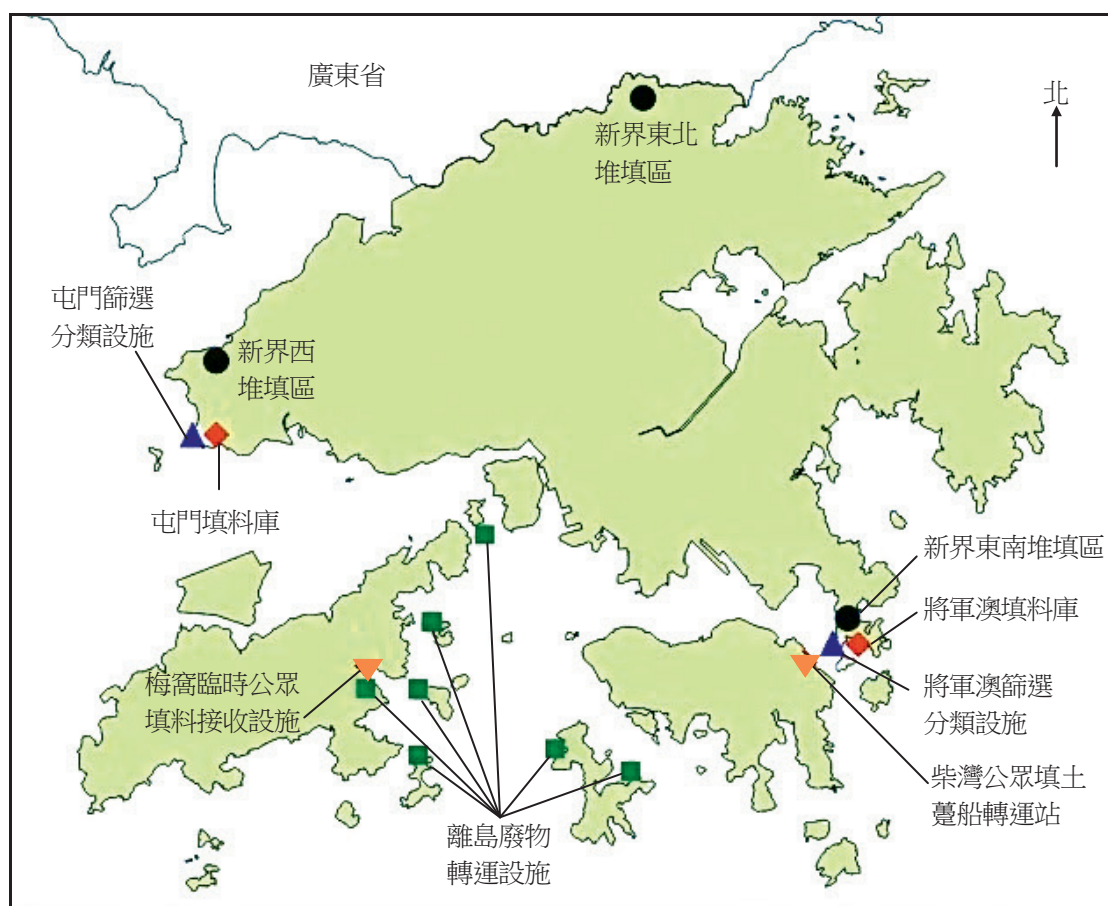 廣東省
北
新界東北
堆填區
屯門篩選
分類設施
新界西
堆填區
屯門填料庫
新界東南堆填區
將軍澳填料庫
梅窩臨時公眾
填料接收設施
將軍澳篩選
分類設施
柴灣公眾填土
躉船轉運站
離島廢物
轉運設施